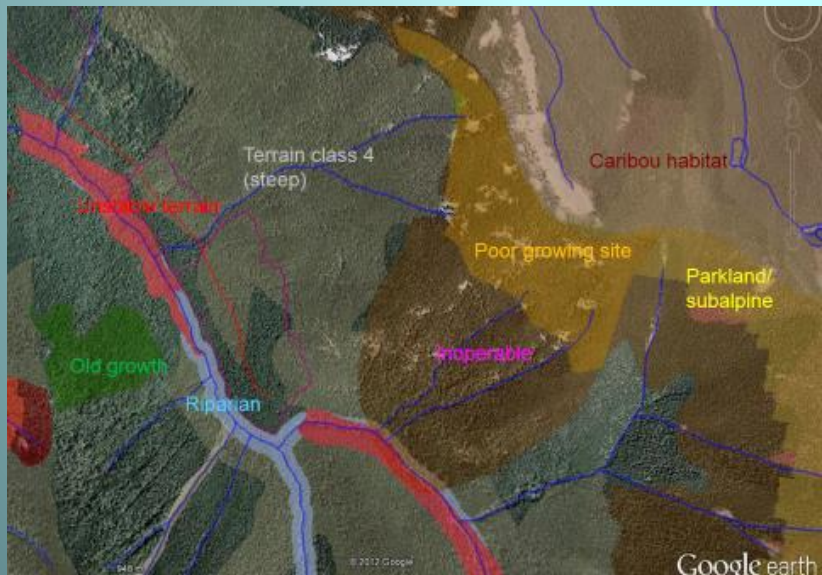 Terrain class 4
(steep)
Caribou habitat
Unstable terrain
Poor growing site
Parkland/
subalpine
Inoperable
Old growth
Riparian
© 2012 Google
Google earth